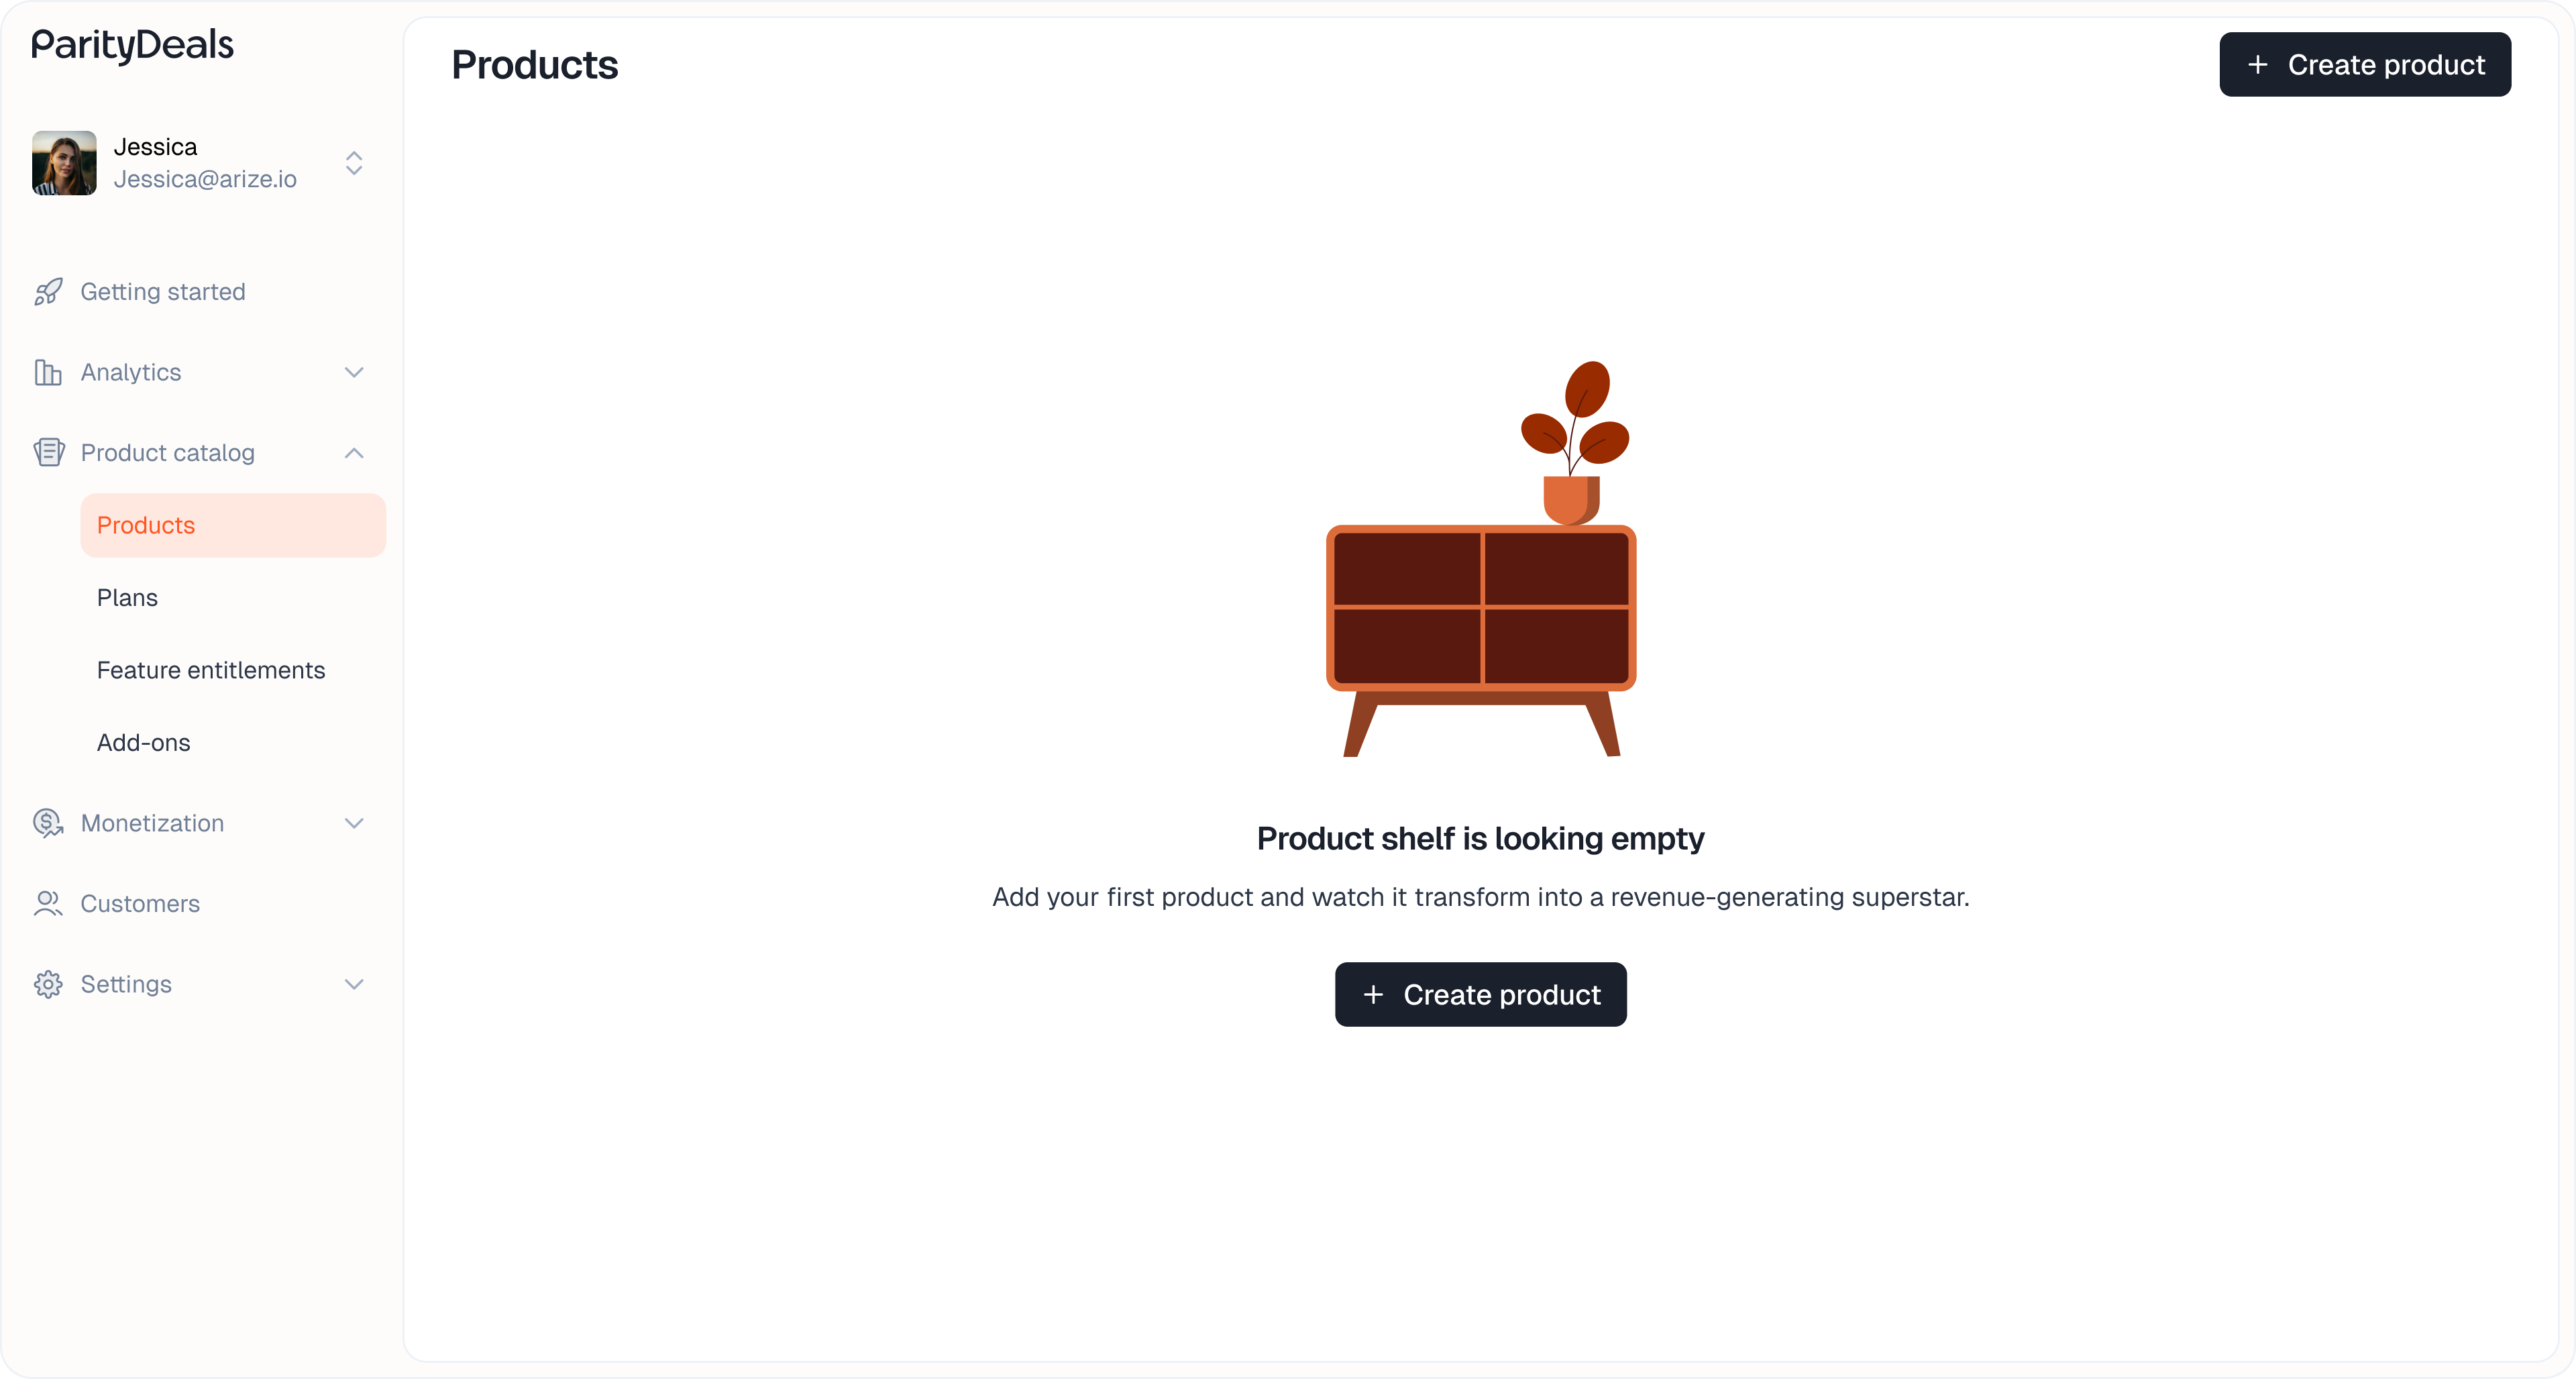 ParityDeals
Jessica
Jessica@arize.io
Getting started
Analytics
Product catalog
Products
Plans
Feature entitlements
Add-ons
Monetization
Customers
Settings
Products
+ Create product
Product shelf is looking empty
Add your first product and watch it transform into a revenue-generating superstar.
+ Create product